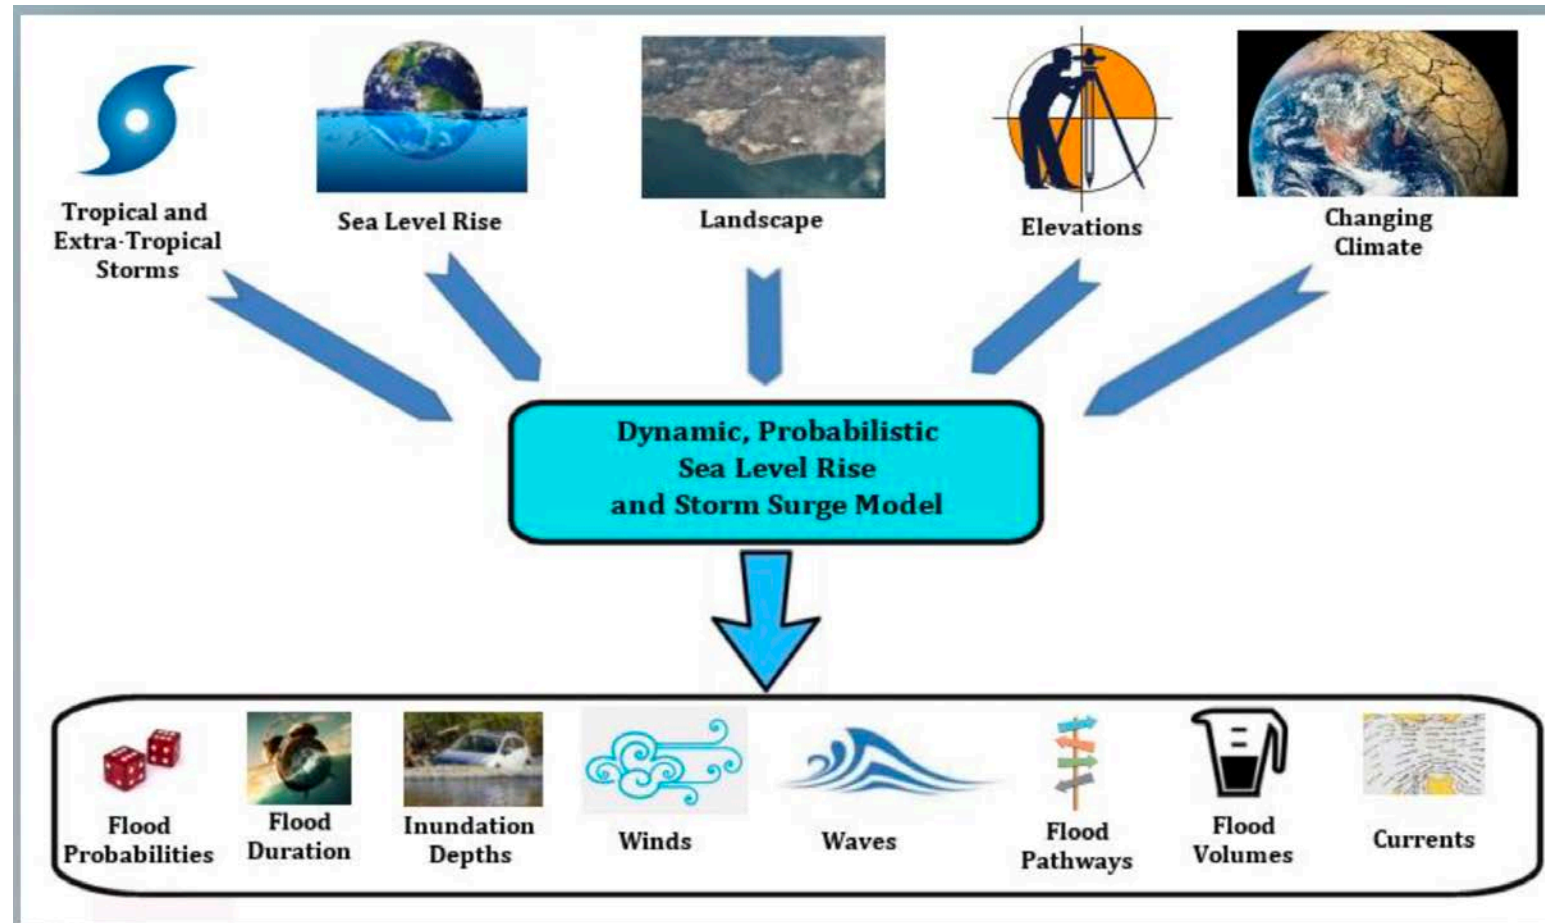 Tropical and
Extra-Tropical
Storms
Sea Level Rise
Landscape
Elevations
Changing
Climate
Dynamic, Probabilistic
Sea Level Rise
and Storm Surge Model
Flood
Probabilities
Flood
Duration
Inundation
Depths
Winds
Waves
Flood
Pathways
Flood
Volumes
Currents